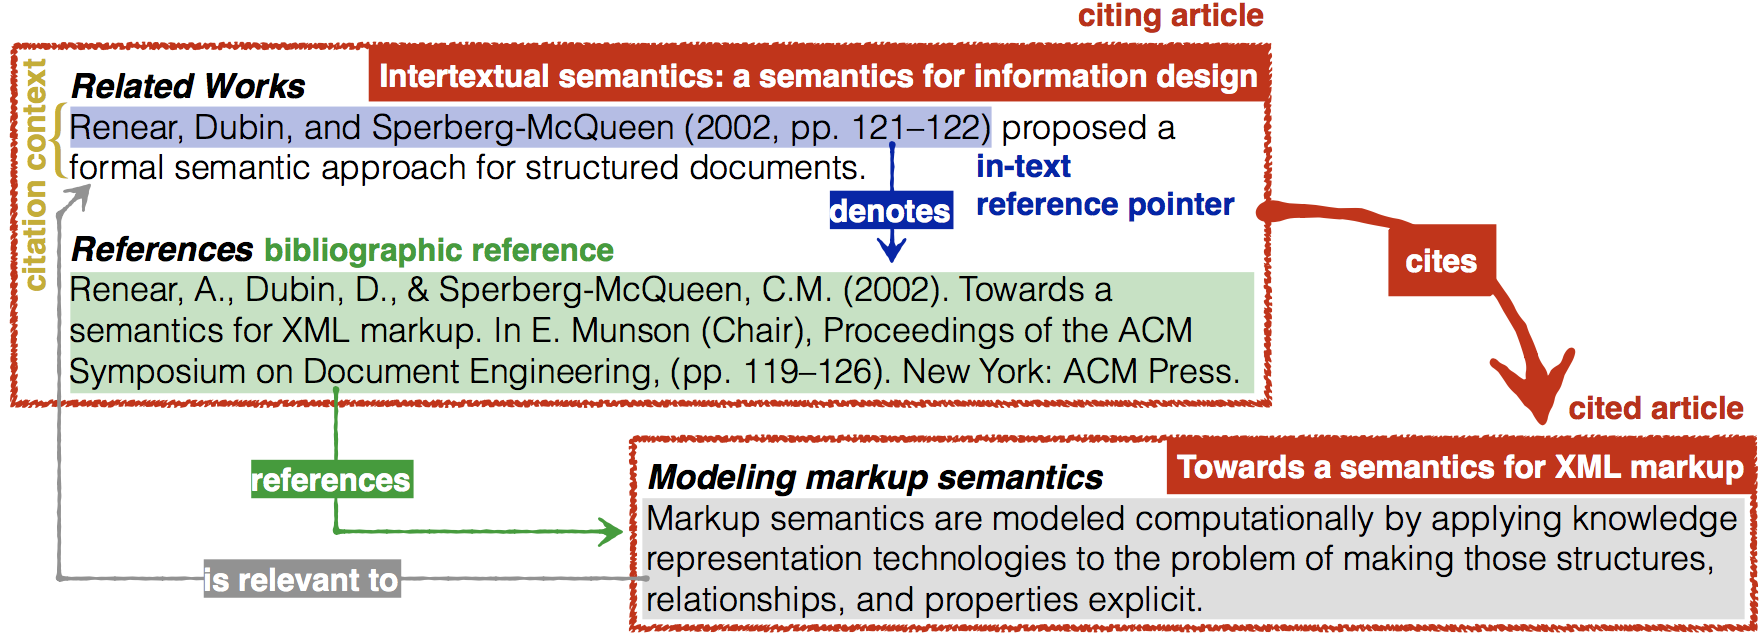 citing article
citation context
Related Works
Intertextual semantics: a semantics for information design
Renear, Dubin, and Sperberg-McQueen (2002, pp. 121–122) proposed a
formal semantic approach for structured documents.
in-text
reference pointer
denotes
cites
References bibliographic reference
Renear, A., Dubin, D., & Sperberg-McQueen, C.M. (2002). Towards a
semantics for XML markup. In E. Munson (Chair), Proceedings of the ACM
Symposium on Document Engineering, (pp. 119–126). New York: ACM Press.
cited article
references
Modeling markup semantics
Towards a semantics for XML markup
Markup semantics are modeled computationally by applying knowledge
representation technologies to the problem of making those structures,
relationships, and properties explicit.
is relevant to